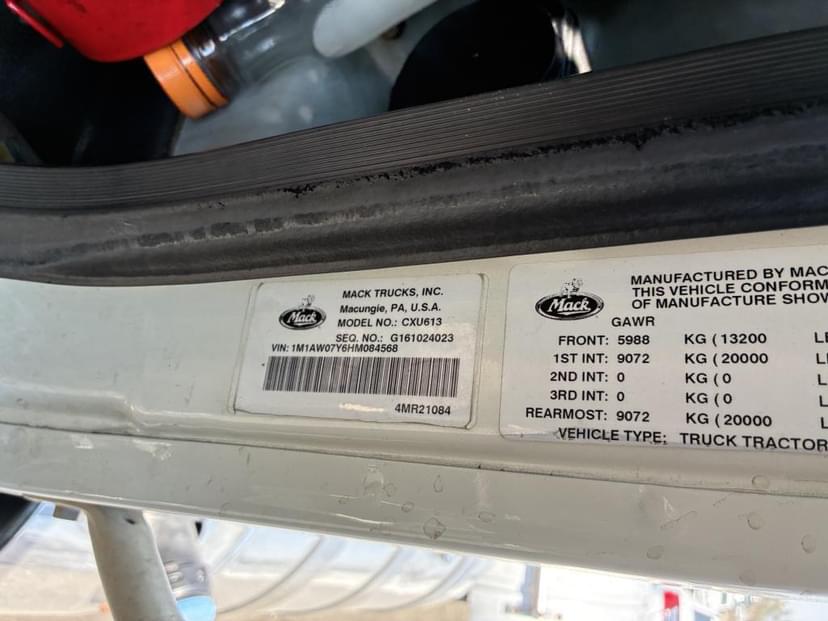 Mack
MACK TRUCKS, INC.
Macungie, PA, U.S.A.
MODEL NO.: CXU613
SEQ. NO.: G161024023
VIN: 1M1AW07Y6HM084568
4MR21084
Mack
MANUFACTURED BY MAC
THIS VEHICLE CONFORM
OF MANUFACTURE SHOW
GAWR
FRONT: 5988 KG ( 13200 L
1ST INT: 9072 KG ( 20000 L
2ND INT: 0 KG ( 0 L
3RD INT: 0 KG ( 0 L
REARMOST: 9072 KG ( 20000 L
VEHICLE TYPE: TRUCK TRACTOR